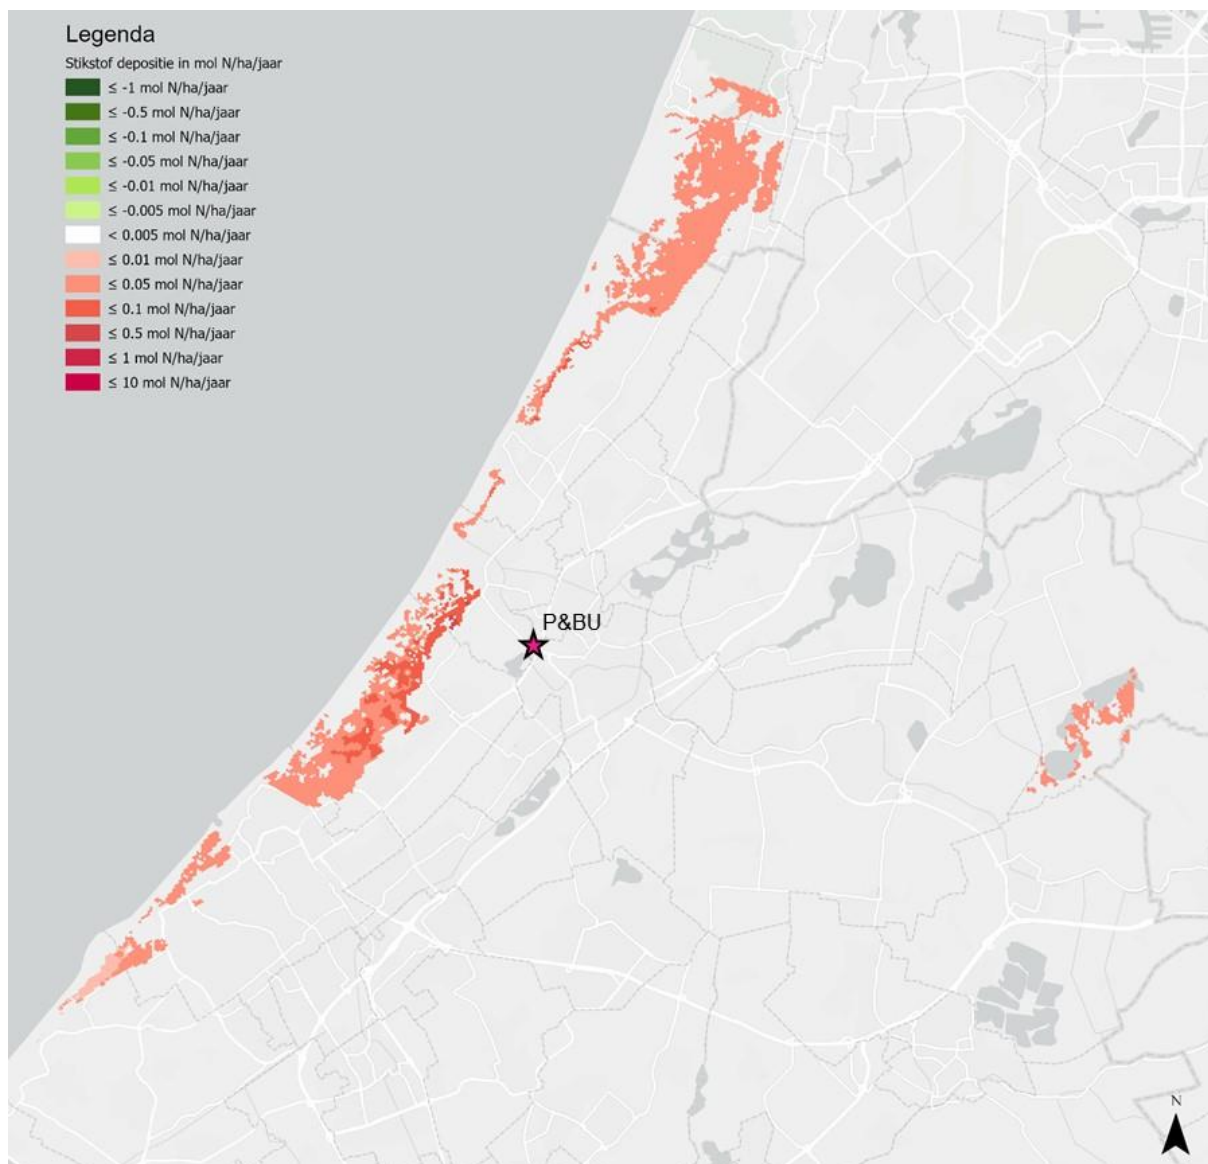 Legenda
Stikstof depositie in mol N/ha/jaar
≤ -1 mol N/ha/jaar
≤ -0.5 mol N/ha/jaar
≤ -0.1 mol N/ha/jaar
≤ -0.05 mol N/ha/jaar
≤ -0.01 mol N/ha/jaar
≤ -0.005 mol N/ha/jaar
< 0.005 mol N/ha/jaar
≤ 0.01 mol N/ha/jaar
≤ 0.05 mol N/ha/jaar
≤ 0.1 mol N/ha/jaar
≤ 0.5 mol N/ha/jaar
≤ 1 mol N/ha/jaar
≤ 10 mol N/ha/jaar
P&BU
N